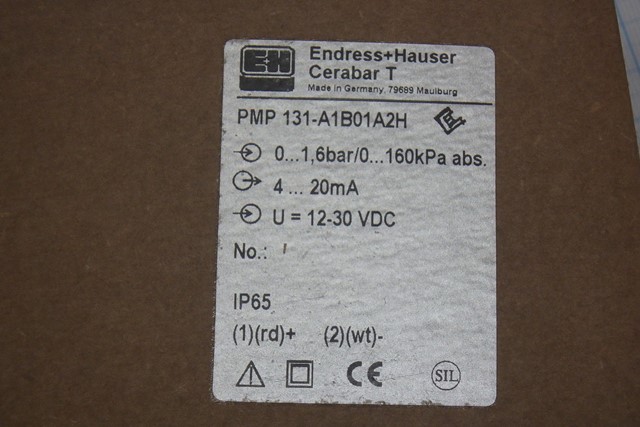 E+H
Endress+Hauser
Cerabar T
Made in Germany, 79689 Maulburg
PMP 131-A1B01A2H
0...1,6bar/0...160kPa abs.
4 ... 20mA
U = 12-30 VDC
No.:
IP65
(1)(rd)+ (2)(wt)-
CE SIL